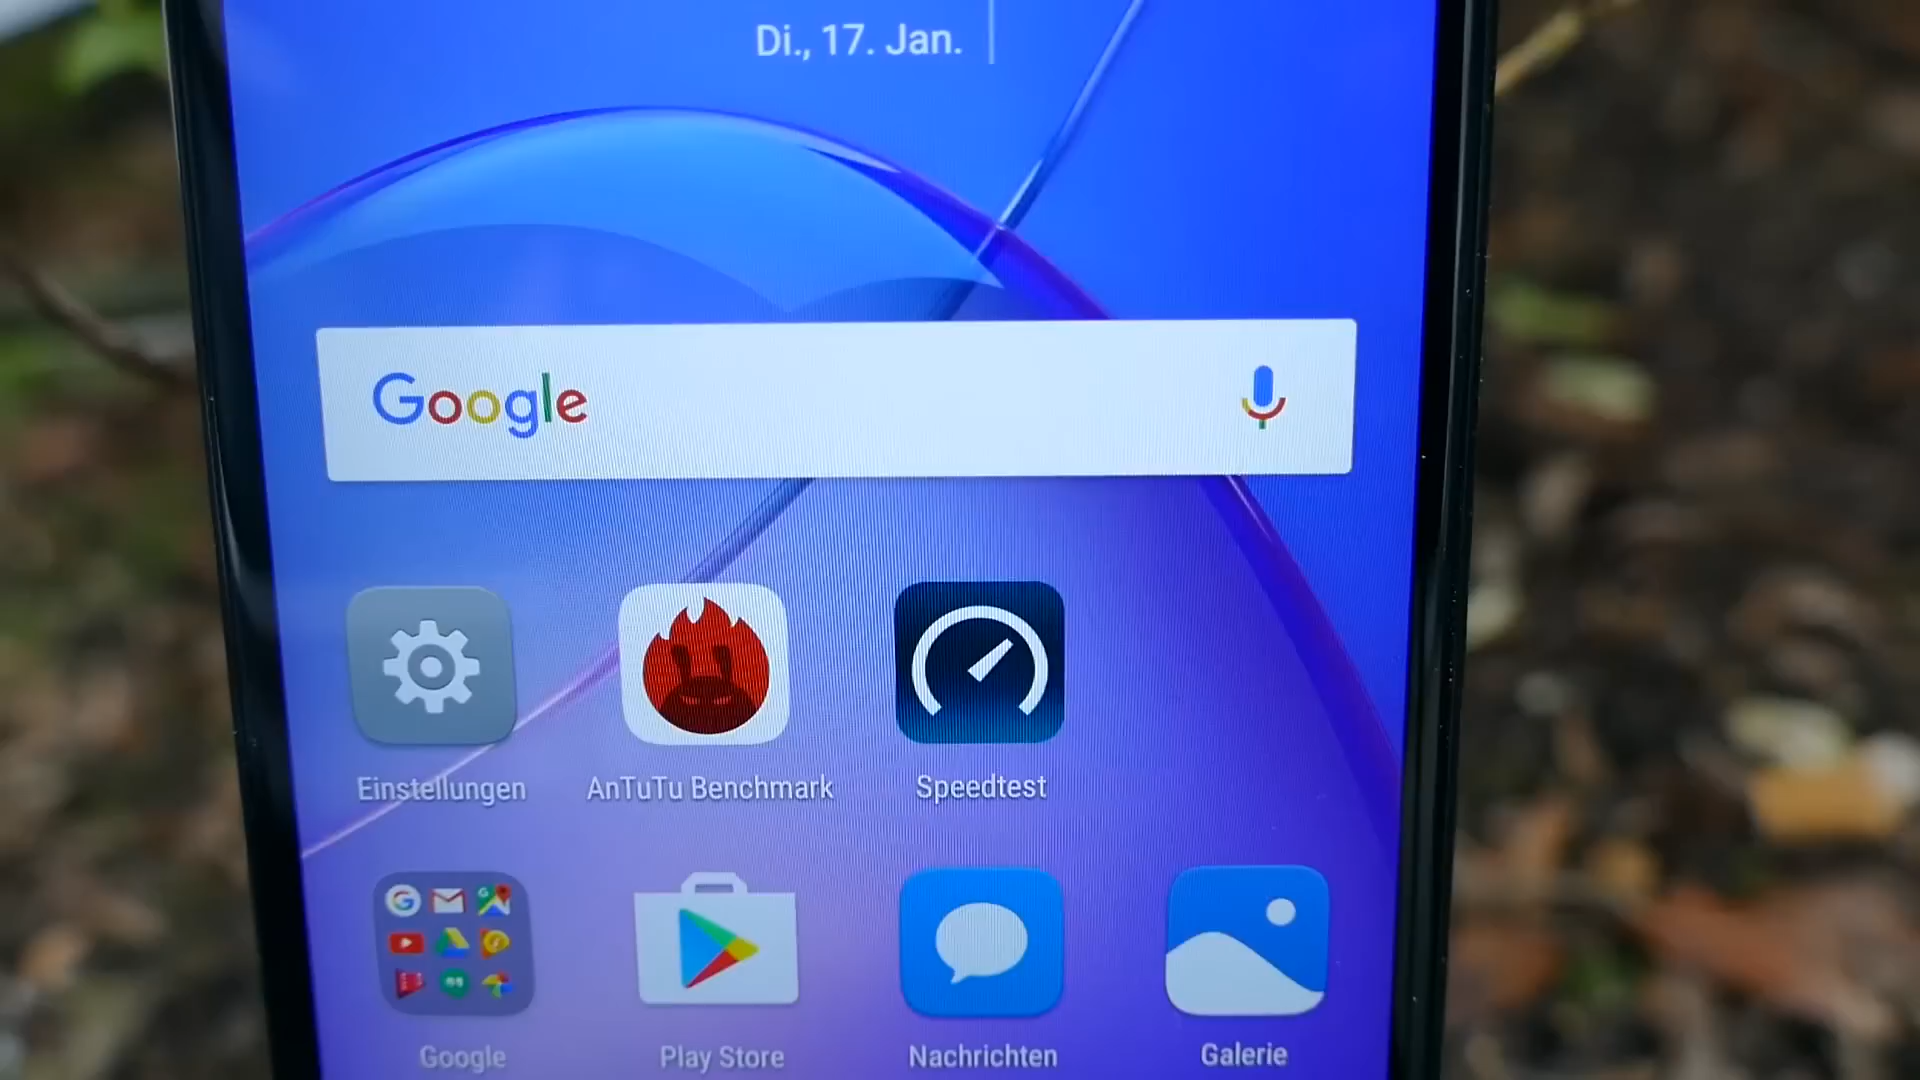 Di., 17. Jan.
Google
Einstellungen
AnTuTu Benchmark
Speedtest
Google
Play Store
Nachrichten
Galerie